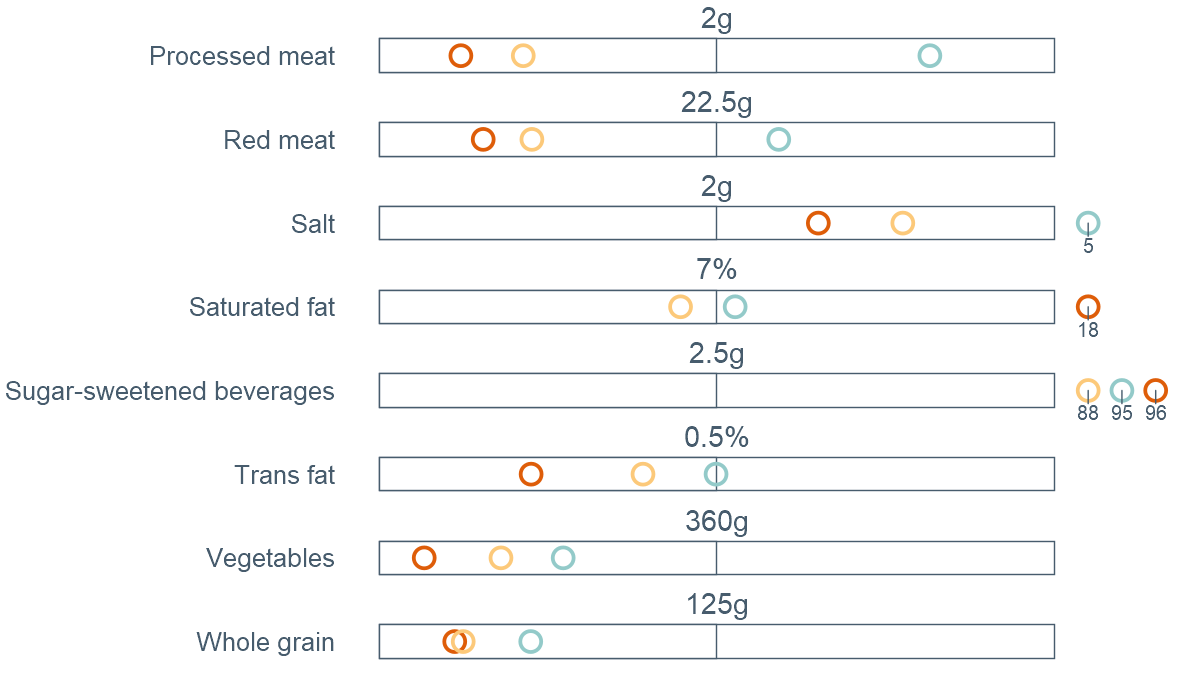 2g
Processed meat
22.5g
Red meat
2g
Salt
5
7%
Saturated fat
18
2.5g
Sugar-sweetened beverages
88 95 96
0.5%
Trans fat
360g
Vegetables
125g
Whole grain